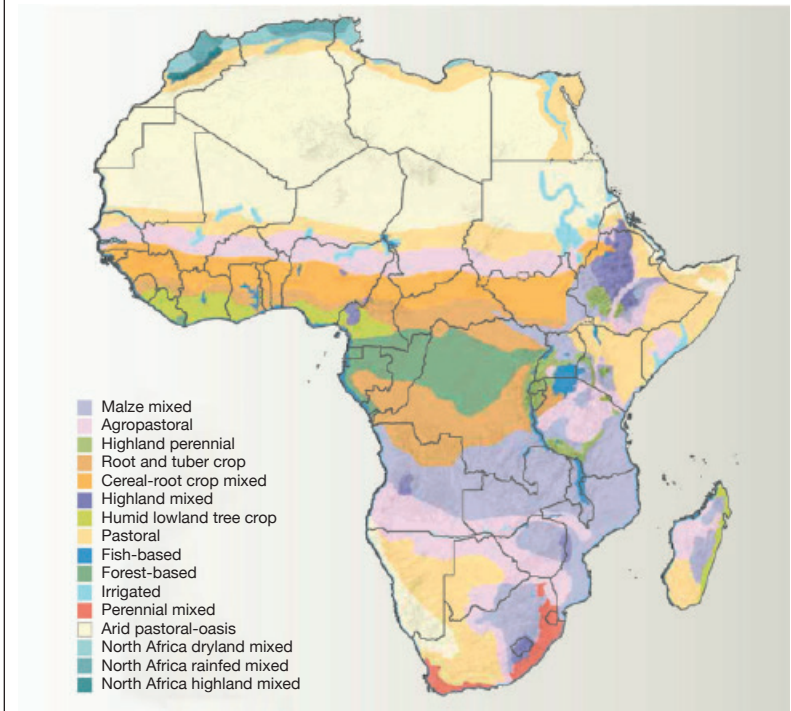 Malze mixed
Agropastoral
Highland perennial
Root and tuber crop
Cereal-root crop mixed
Highland mixed
Humid lowland tree crop
Pastoral
Fish-based
Forest-based
Irrigated
Perennial mixed
Arid pastoral-oasis
North Africa dryland mixed
North Africa rainfed mixed
North Africa highland mixed